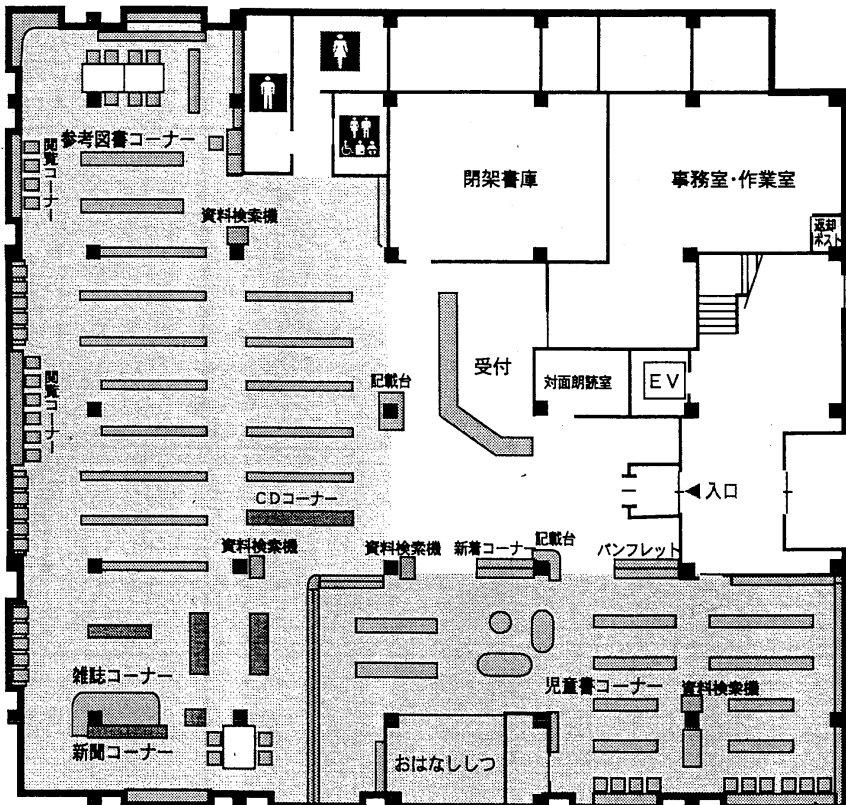 参考図書コーナー
閲覧コーナー
資料検索機
閉架書庫
事務室・作業室
返却
ポスト
閲覧コーナー
記載台
受付
対面朗読室
EV
入口
CDコーナー
資料検索機
資料検索機
新着コーナー
記載台
パンフレット
雑誌コーナー
新聞コーナー
児童書コーナー
資料検索機
おはなししつ